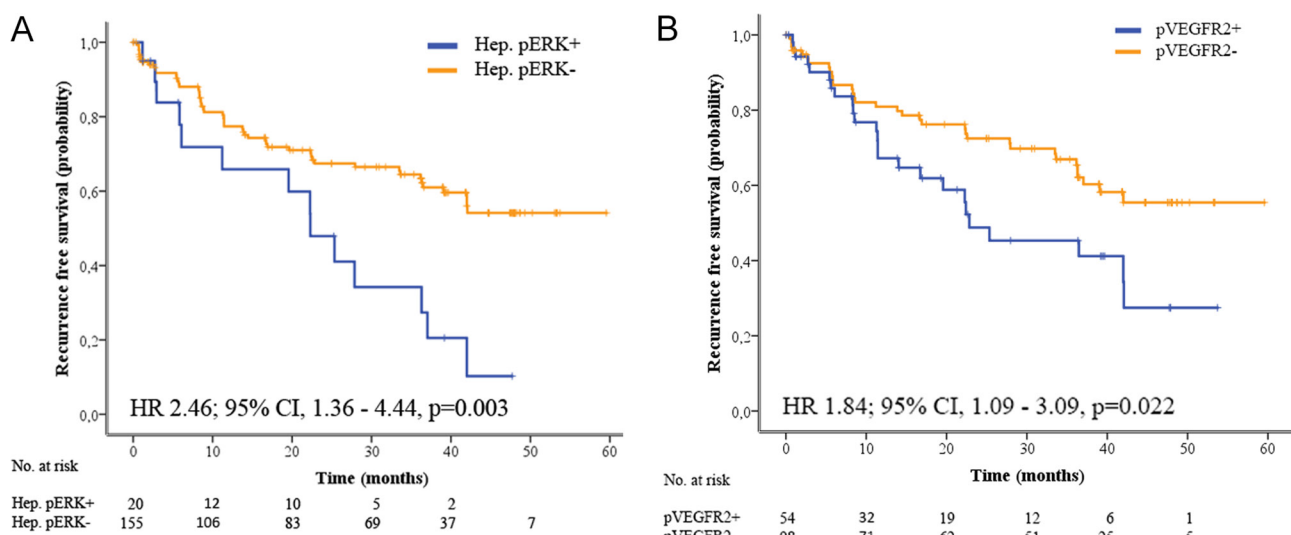 A
Hep. pERK+
Hep. pERK-
1,0
0,8
0,6
0,4
0,2
0,0
Recurrence free survival (probability)
HR 2.46; 95% CI, 1.36 - 4.44, p=0.003
0 10 20 30 40 50 60
Time (months)
No. at risk
Hep. pERK+ 20 12 10 5 2
Hep. pERK- 155 106 83 69 37 7
B
pVEGFR2+
pVEGFR2-
1,0
0,8
0,6
0,4
0,2
0,0
Recurrence free survival (probability)
HR 1.84; 95% CI, 1.09 - 3.09, p=0.022
0 10 20 30 40 50 60
Time (months)
No. at risk
pVEGFR2+ 54 32 19 12 6 1
pVEGFR2